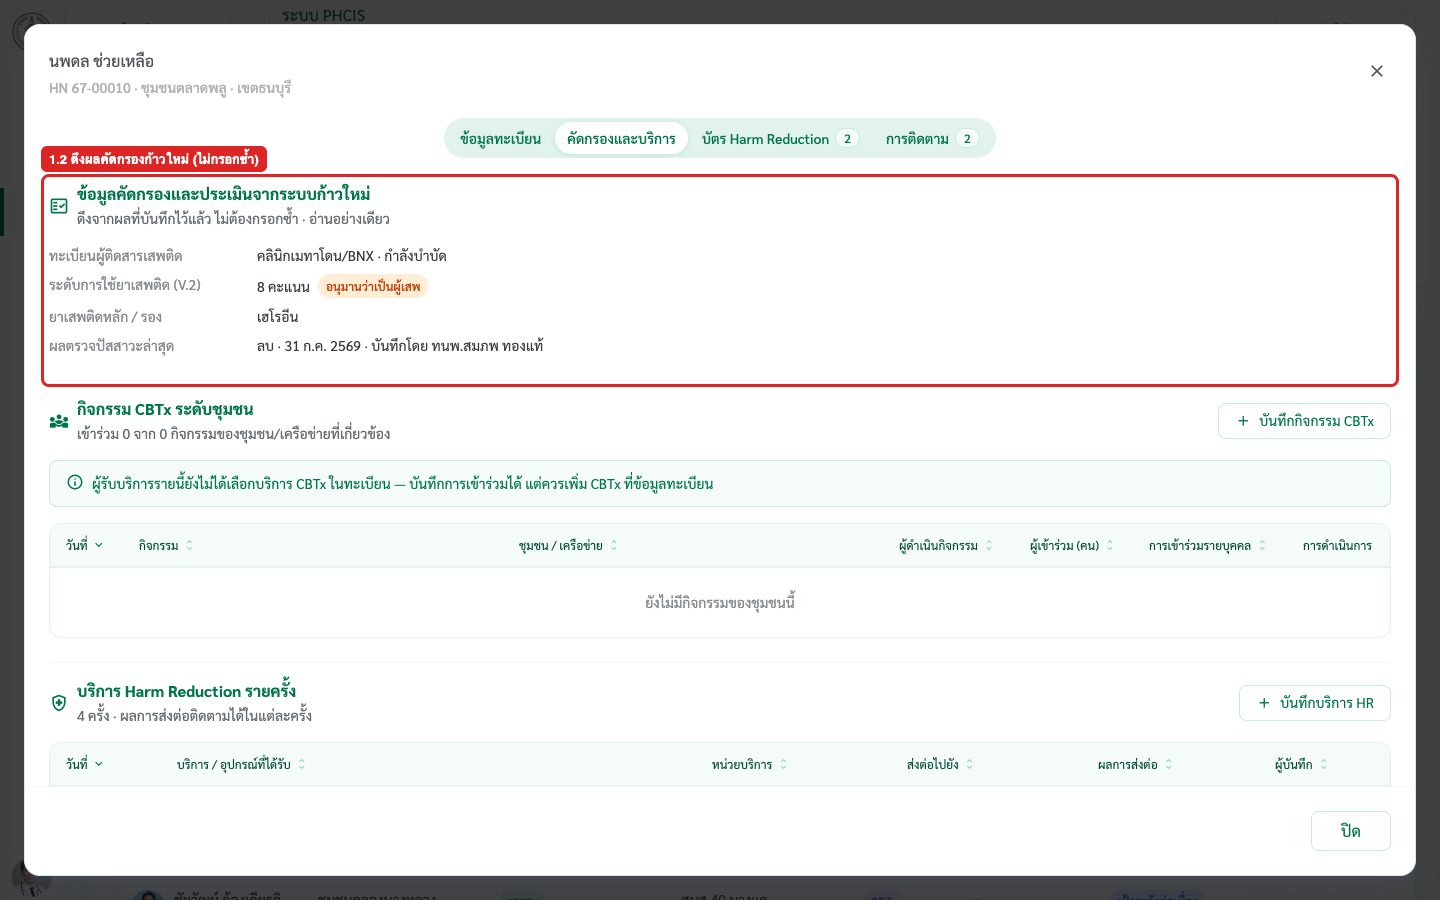 ระบบ PHCIS
นพดล ช่วยเหลือ
HN 67-00010 · ชุมชนตลาดพลู · เขตธนบุรี
ข้อมูลทะเบียน คัดกรองและบริการ บัตร Harm Reduction 2 การติดตาม 2
1.2 ดึงผลคัดกรองก้าวใหม่ (ไม่กรอกซ้ำ)
ข้อมูลคัดกรองและประเมินจากระบบก้าวใหม่
ดึงจากผลที่บันทึกไว้แล้ว ไม่ต้องกรอกซ้ำ · อ่านอย่างเดียว
ทะเบียนผู้ติดสารเสพติด คลินิกเมทาโดน/BNX · กำลังบำบัด
ระดับการใช้ยาเสพติด (V.2) 8 คะแนน อนุมานว่าเป็นผู้เสพ
ยาเสพติดหลัก / รอง เฮโรอีน
ผลตรวจปัสสาวะล่าสุด ลบ · 31 ก.ค. 2569 · บันทึกโดย ทนพ.สมภพ ทองแท้
กิจกรรม CBTx ระดับชุมชน
เข้าร่วม 0 จาก 0 กิจกรรมของชุมชน/เครือข่ายที่เกี่ยวข้อง
บันทึกกิจกรรม CBTx
ผู้รับบริการรายนี้ยังไม่ได้เลือกบริการ CBTx ในทะเบียน — บันทึกการเข้าร่วมได้ แต่ควรเพิ่ม CBTx ที่ข้อมูลทะเบียน
วันที่ กิจกรรม ชุมชน / เครือข่าย ผู้ดำเนินกิจกรรม ผู้เข้าร่วม (คน) การเข้าร่วมรายบุคคล การดำเนินการ
ยังไม่มีกิจกรรมของชุมชนนี้
บริการ Harm Reduction รายครั้ง
4 ครั้ง · ผลการส่งต่อติดตามได้ในแต่ละครั้ง
บันทึกบริการ HR
วันที่ บริการ / อุปกรณ์ที่ได้รับ หน่วยบริการ ส่งต่อไปยัง ผลการส่งต่อ ผู้บันทึก
ปิด